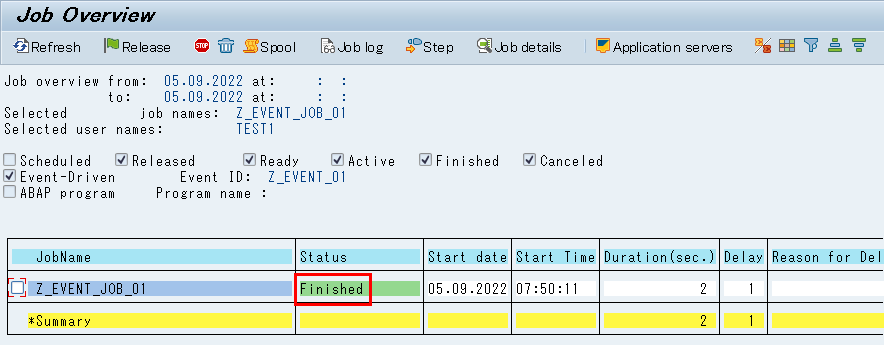 Job Overview
Refresh Release Spool Job log Step Job details Application servers
Job overview from: 05.09.2022 at: : :
to: 05.09.2022 at: : :
Selected job names: Z_EVENT_JOB_01
Selected user names: TEST1
Scheduled Released Ready Active Finished Canceled
Event-Driven Event ID: Z_EVENT_01
ABAP program Program name :
JobName Status Start date Start Time Duration(sec.) Delay Reason for Del
Z_EVENT_JOB_01 Finished 05.09.2022 07:50:11 2 1
*Summary 2 1